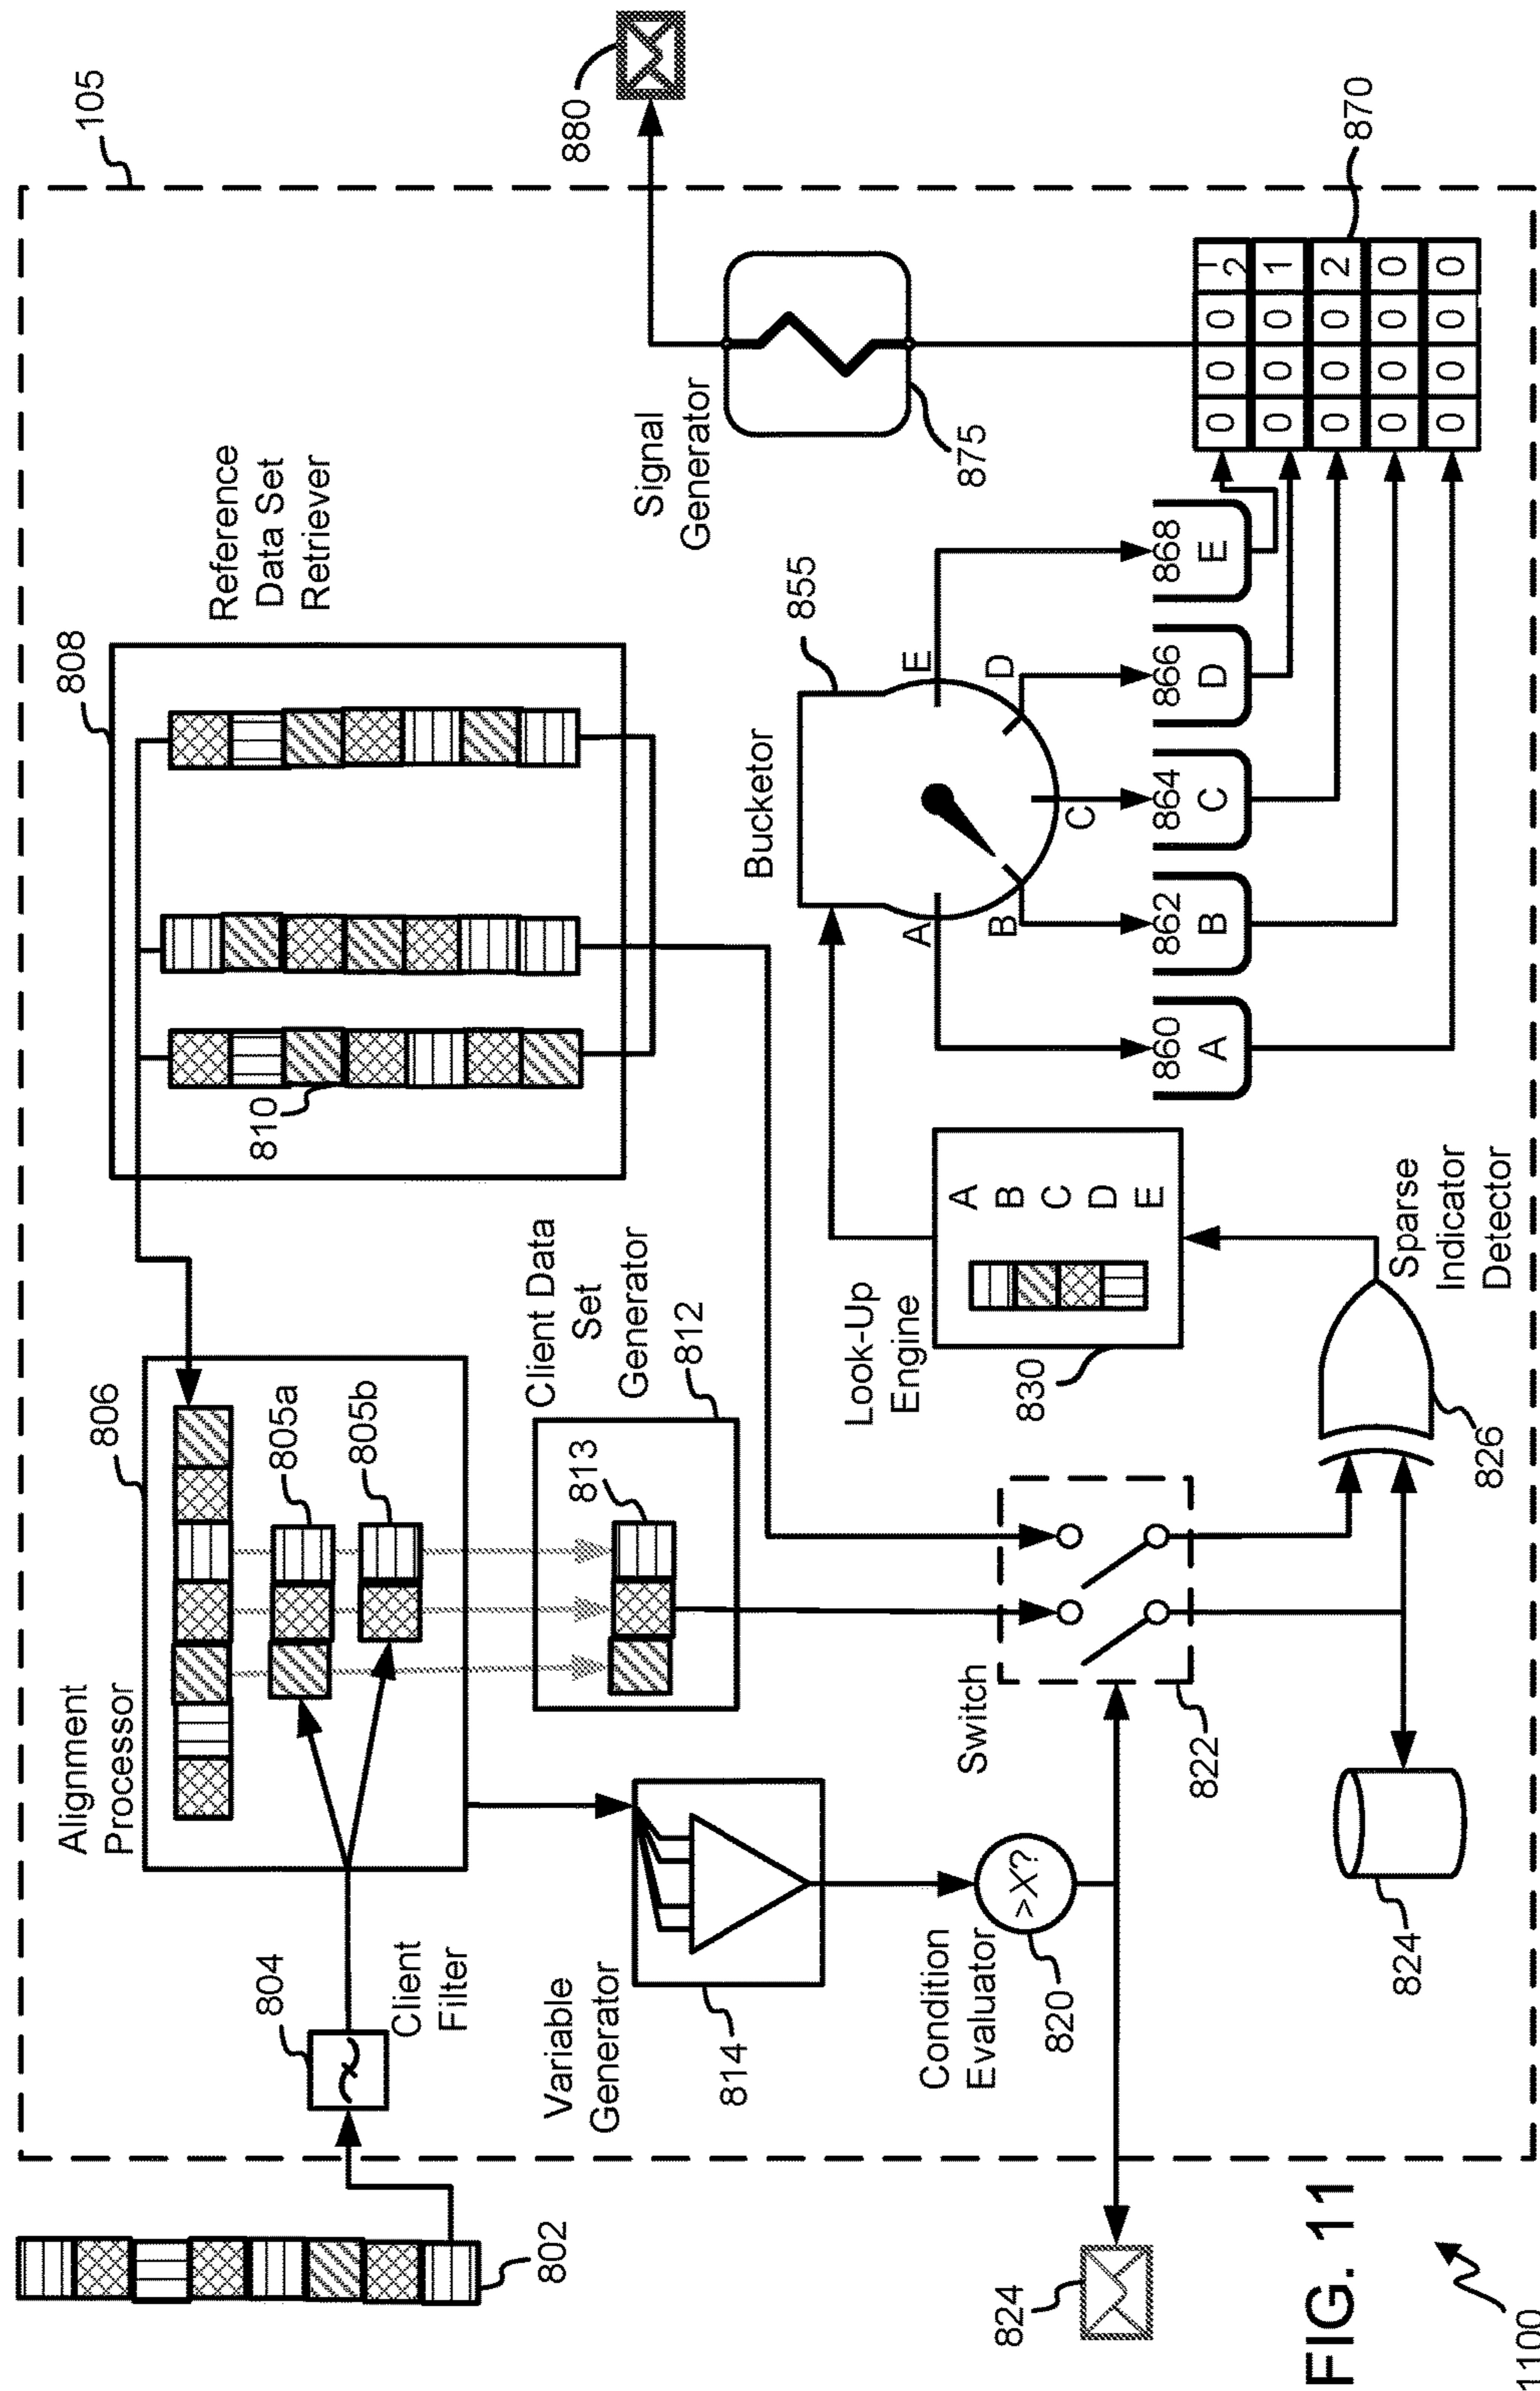 802
804
Client
Filter
Alignment
Processor
806
805a
805b
808
810
Reference
Data Set
Retriever
105
Client Data
Set
Generator
812
813
Variable
Generator
814
880
Signal
Generator
875
Bucketor
855
A
B
C
D
E
Look-Up
Engine
830
A
B
C
D
E
Condition
Evaluator
>X?
820
Switch
822
824
860
A
862
B
864
C
866
D
868
E
0 0 0 12
0 0 0 1
0 0 0 2
0 0 0 0
0 0 0 0
870
824
826
Sparse
Indicator
Detector
FIG. 11
1100